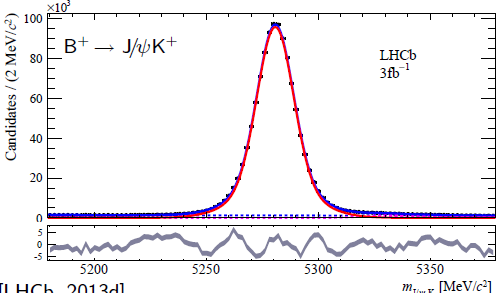 ×10³
100
80
60
40
20
0
Candidates / (2 MeV/c²)
B⁺ → J/ψK⁺
LHCb
3fb⁻¹
5
0
-5
5200
5250
5300
5350
[LHCb, 2013d]
m_J/ψK [MeV/c²]